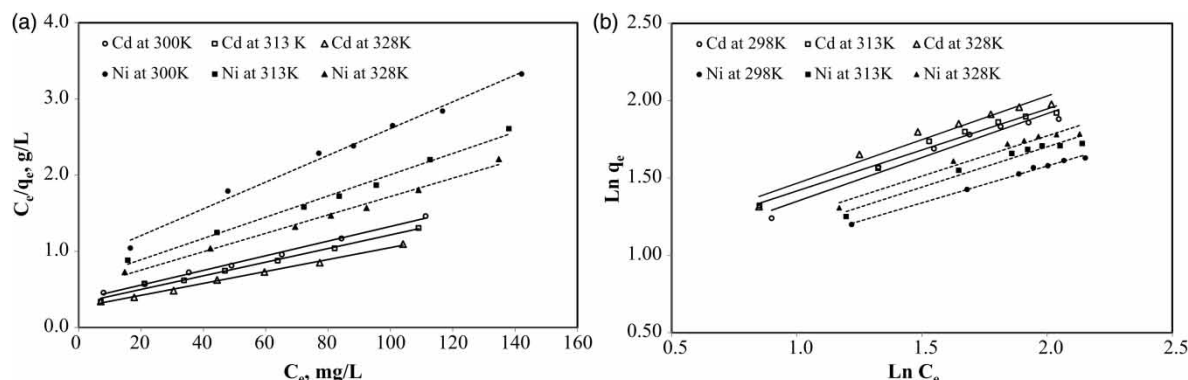 (a)
4.0
3.0
2.0
1.0
0.0
Cₑ/qₑ, g/L
Cd at 300K Cd at 313 K Cd at 328K
Ni at 300K Ni at 313K Ni at 328K
0 20 40 60 80 100 120 140 160
Cₑ, mg/L
(b)
2.50
2.00
1.50
1.00
0.50
Ln qₑ
Cd at 298K Cd at 313K Cd at 328K
Ni at 298K Ni at 313K Ni at 328K
0.5 1.0 1.5 2.0 2.5
Ln Cₑ